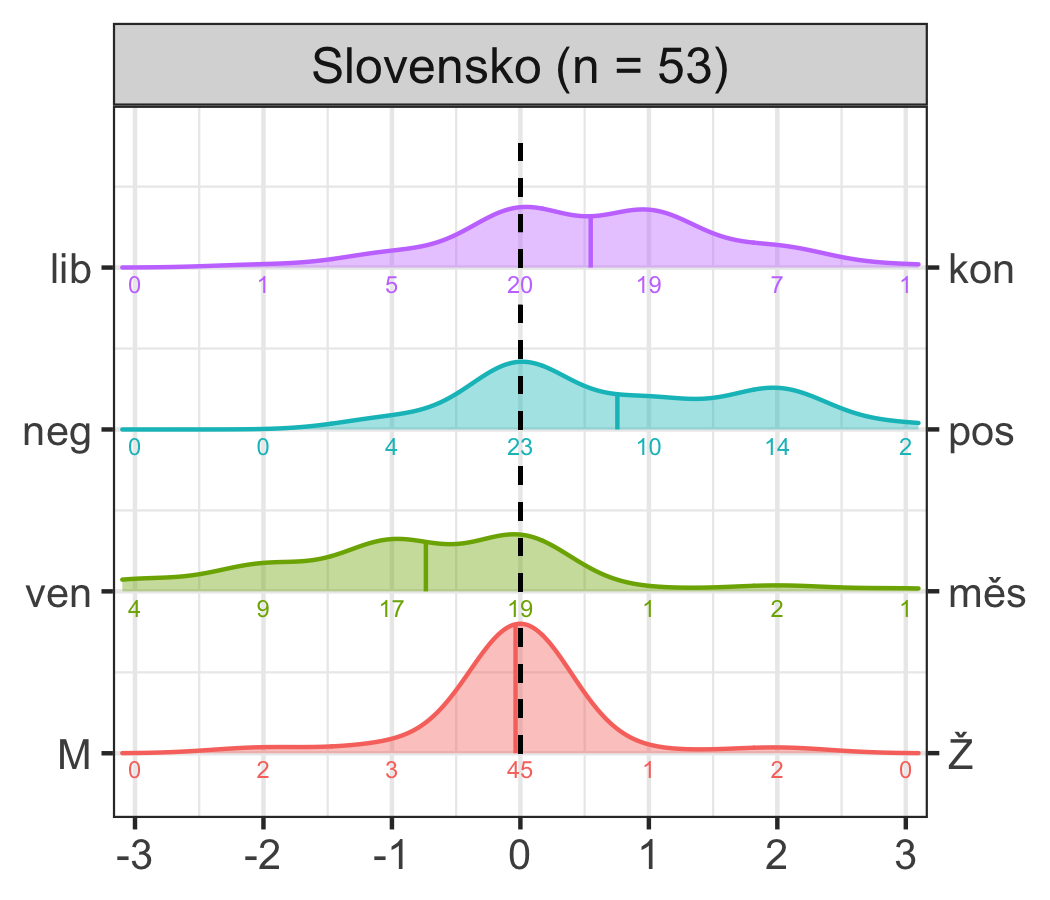 Slovensko (n = 53)
lib kon
0 1 5 20 19 7 1
neg pos
0 0 4 23 10 14 2
ven měs
4 9 17 19 1 2 1
M Ž
0 2 3 45 1 2 0
-3 -2 -1 0 1 2 3